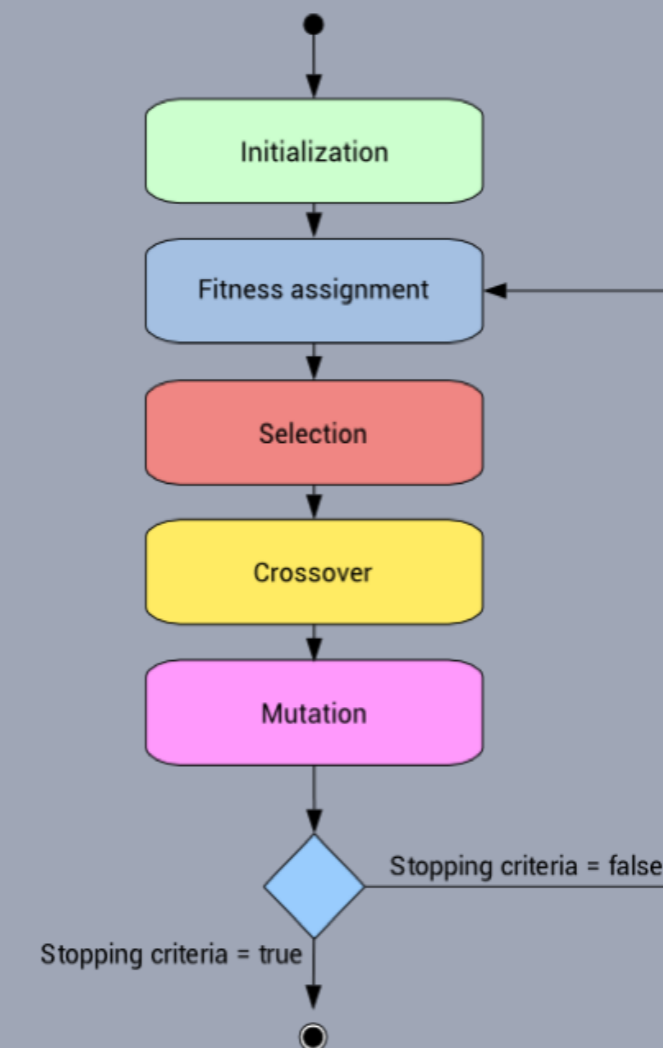 Initialization
Fitness assignment
Selection
Crossover
Mutation
Stopping criteria = false
Stopping criteria = true